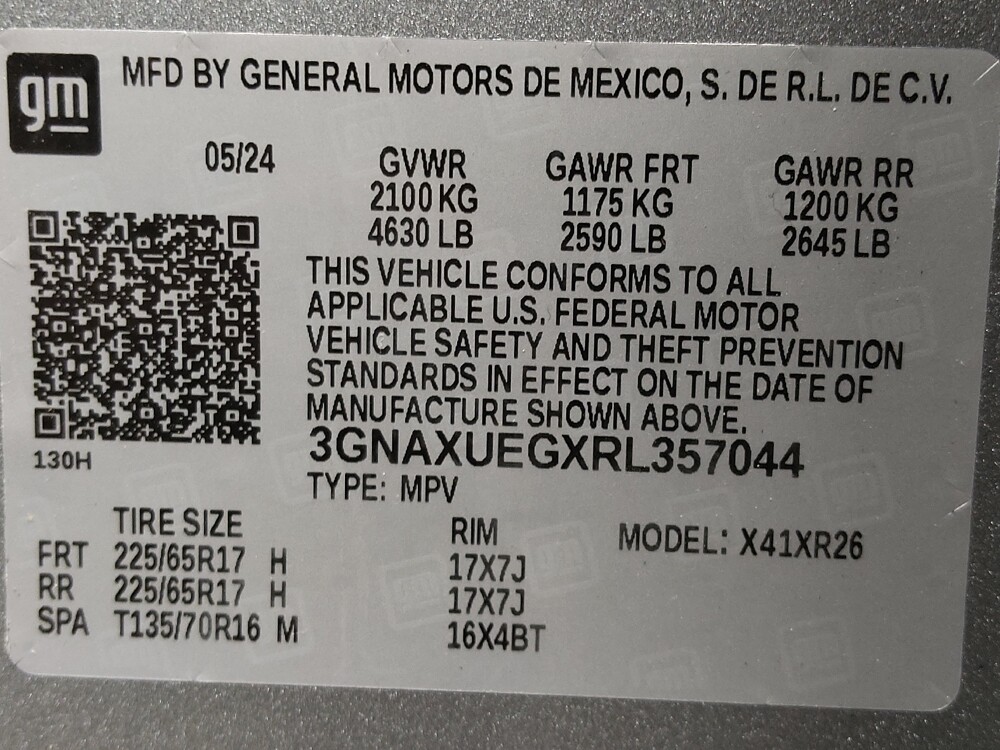 gm
MFD BY GENERAL MOTORS DE MEXICO, S. DE R.L. DE C.V.
05/24 GVWR GAWR FRT GAWR RR
2100 KG 1175 KG 1200 KG
4630 LB 2590 LB 2645 LB
THIS VEHICLE CONFORMS TO ALL
APPLICABLE U.S. FEDERAL MOTOR
VEHICLE SAFETY AND THEFT PREVENTION
STANDARDS IN EFFECT ON THE DATE OF
MANUFACTURE SHOWN ABOVE.
130H
3GNAXUEGXRL357044
TYPE: MPV
TIRE SIZE RIM MODEL: X41XR26
FRT 225/65R17 H 17X7J
RR 225/65R17 H 17X7J
SPA T135/70R16 M 16X4BT